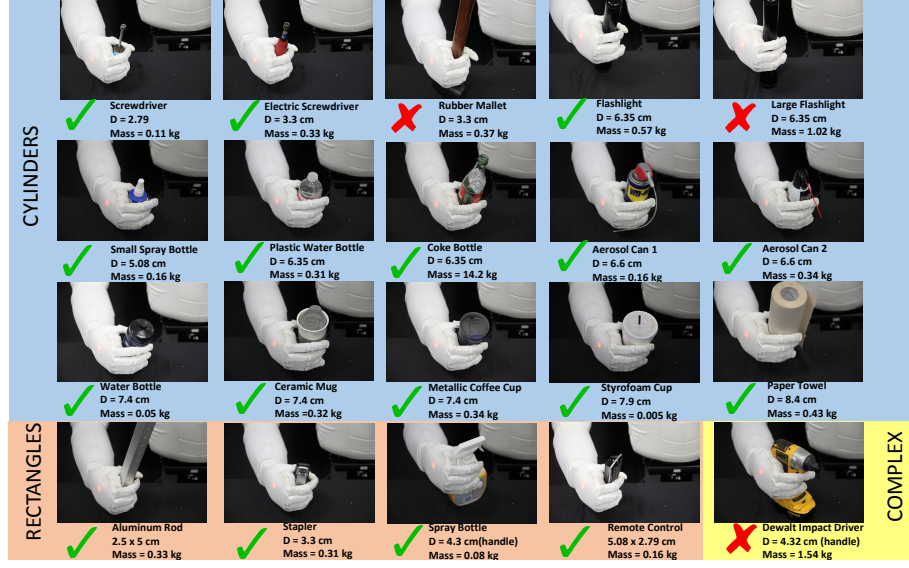 CYLINDERS
Screwdriver
D = 2.79
Mass = 0.11 kg
Electric Screwdriver
D = 3.3 cm
Mass = 0.33 kg
Rubber Mallet
D = 3.3 cm
Mass = 0.37 kg
Flashlight
D = 6.35 cm
Mass = 0.57 kg
Large Flashlight
D = 6.35 cm
Mass = 1.02 kg
Small Spray Bottle
D = 5.08 cm
Mass = 0.16 kg
Plastic Water Bottle
D = 6.35 cm
Mass = 0.31 kg
Coke Bottle
D = 6.35 cm
Mass = 14.2 kg
Aerosol Can 1
D = 6.6 cm
Mass = 0.16 kg
Aerosol Can 2
D = 6.6 cm
Mass = 0.34 kg
Water Bottle
D = 7.4 cm
Mass = 0.05 kg
Ceramic Mug
D = 7.4 cm
Mass =0.32 kg
Metallic Coffee Cup
D = 7.4 cm
Mass = 0.34 kg
Styrofoam Cup
D = 7.9 cm
Mass = 0.005 kg
Paper Towel
D = 8.4 cm
Mass = 0.43 kg
RECTANGLES
Aluminum Rod
2.5 x 5 cm
Mass = 0.33 kg
Stapler
D = 3.3 cm
Mass = 0.31 kg
Spray Bottle
D = 4.3 cm(handle)
Mass = 0.08 kg
Remote Control
5.08 x 2.79 cm
Mass = 0.16 kg
COMPLEX
Dewalt Impact Driver
D = 4.32 cm (handle)
Mass = 1.54 kg